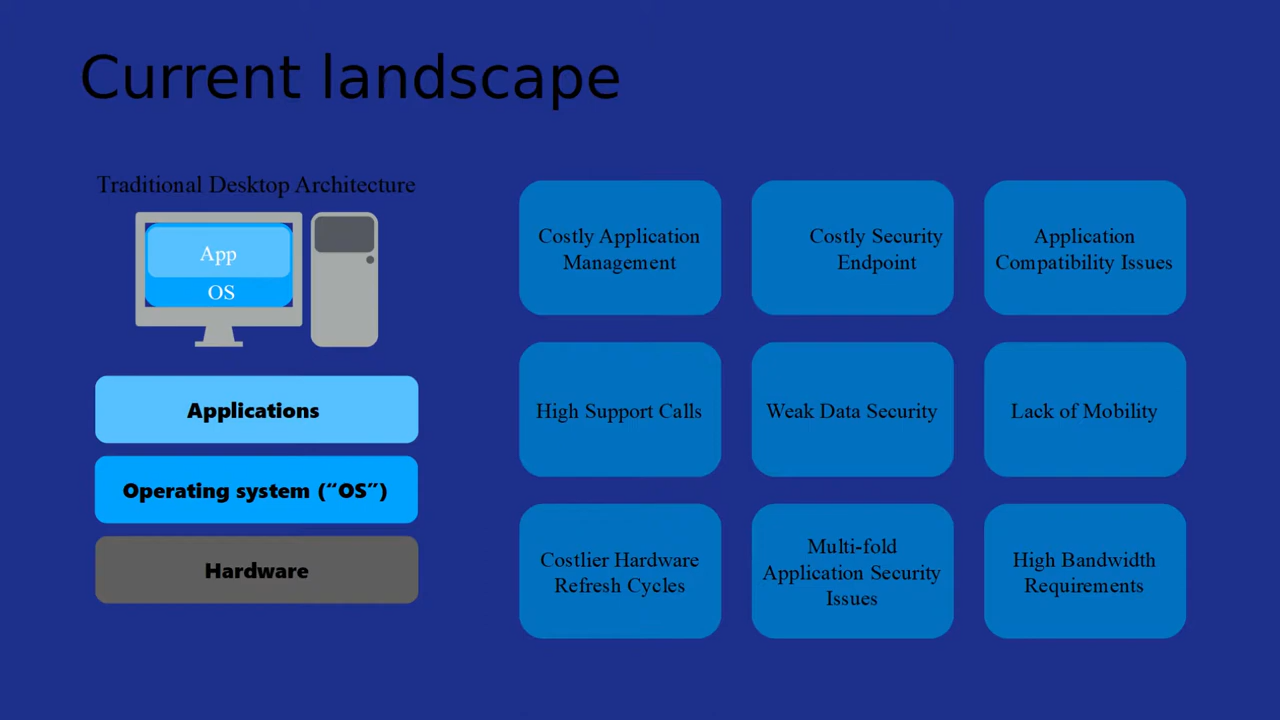 Current landscape
Traditional Desktop Architecture
App
OS
Applications
Operating system (“OS”)
Hardware
Costly Application
Management
Costly Security
Endpoint
Application
Compatibility Issues
High Support Calls
Weak Data Security
Lack of Mobility
Costlier Hardware
Refresh Cycles
Multi-fold
Application Security
Issues
High Bandwidth
Requirements